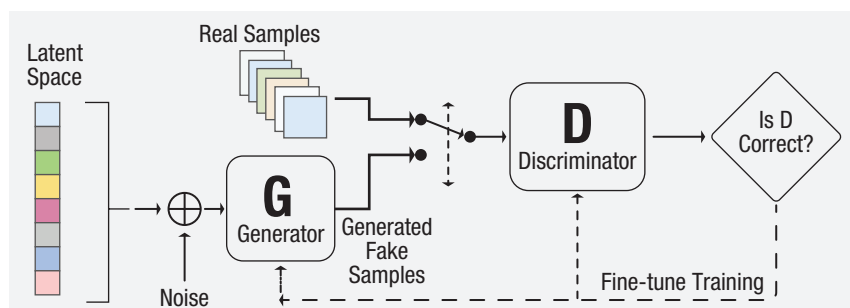 Real Samples
Latent
Space
G
Generator
Noise
Generated
Fake
Samples
D
Discriminator
Is D
Correct?
Fine-tune Training